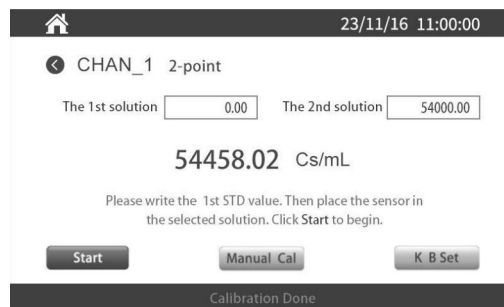 23/11/16 11:00:00
CHAN_1 2-point
The 1st solution 0.00 The 2nd solution 54000.00
54458.02 Cs/mL
Please write the 1st STD value. Then place the sensor in
the selected solution. Click Start to begin.
Start Manual Cal K B Set
Calibration Done